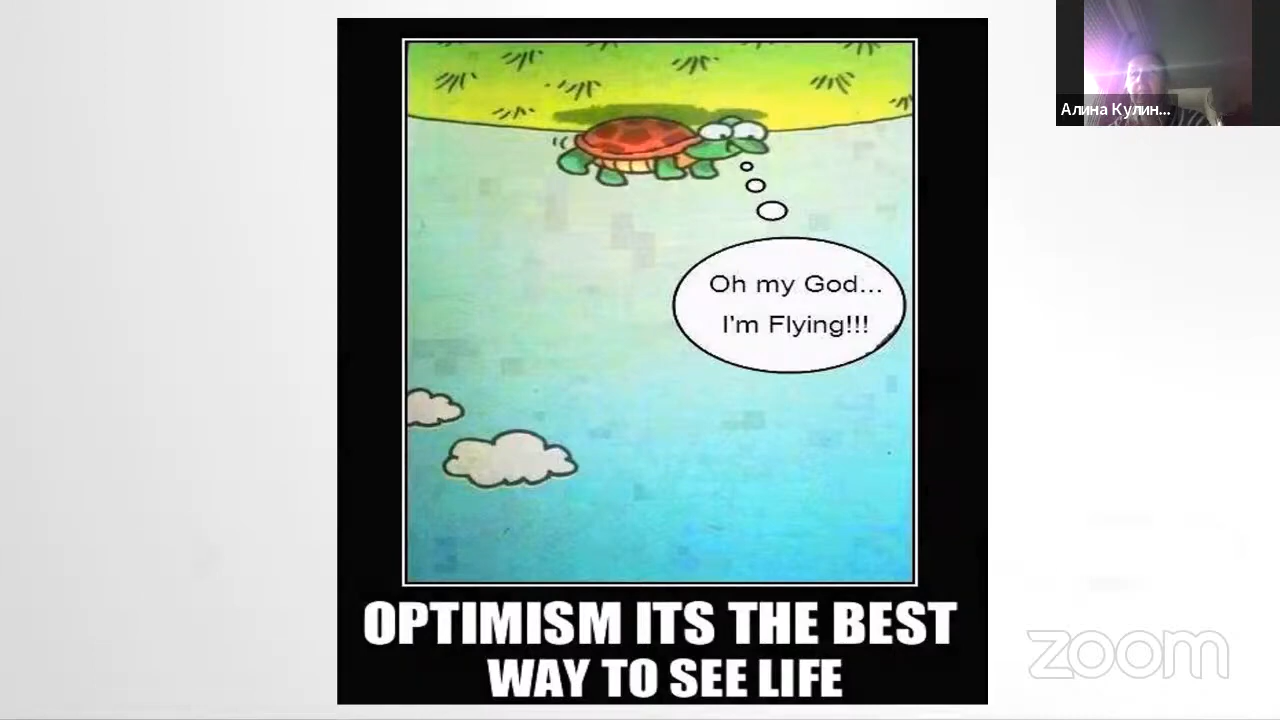 Алина Кулин...
Oh my God...
I'm Flying!!!
OPTIMISM ITS THE BEST
WAY TO SEE LIFE
zoom